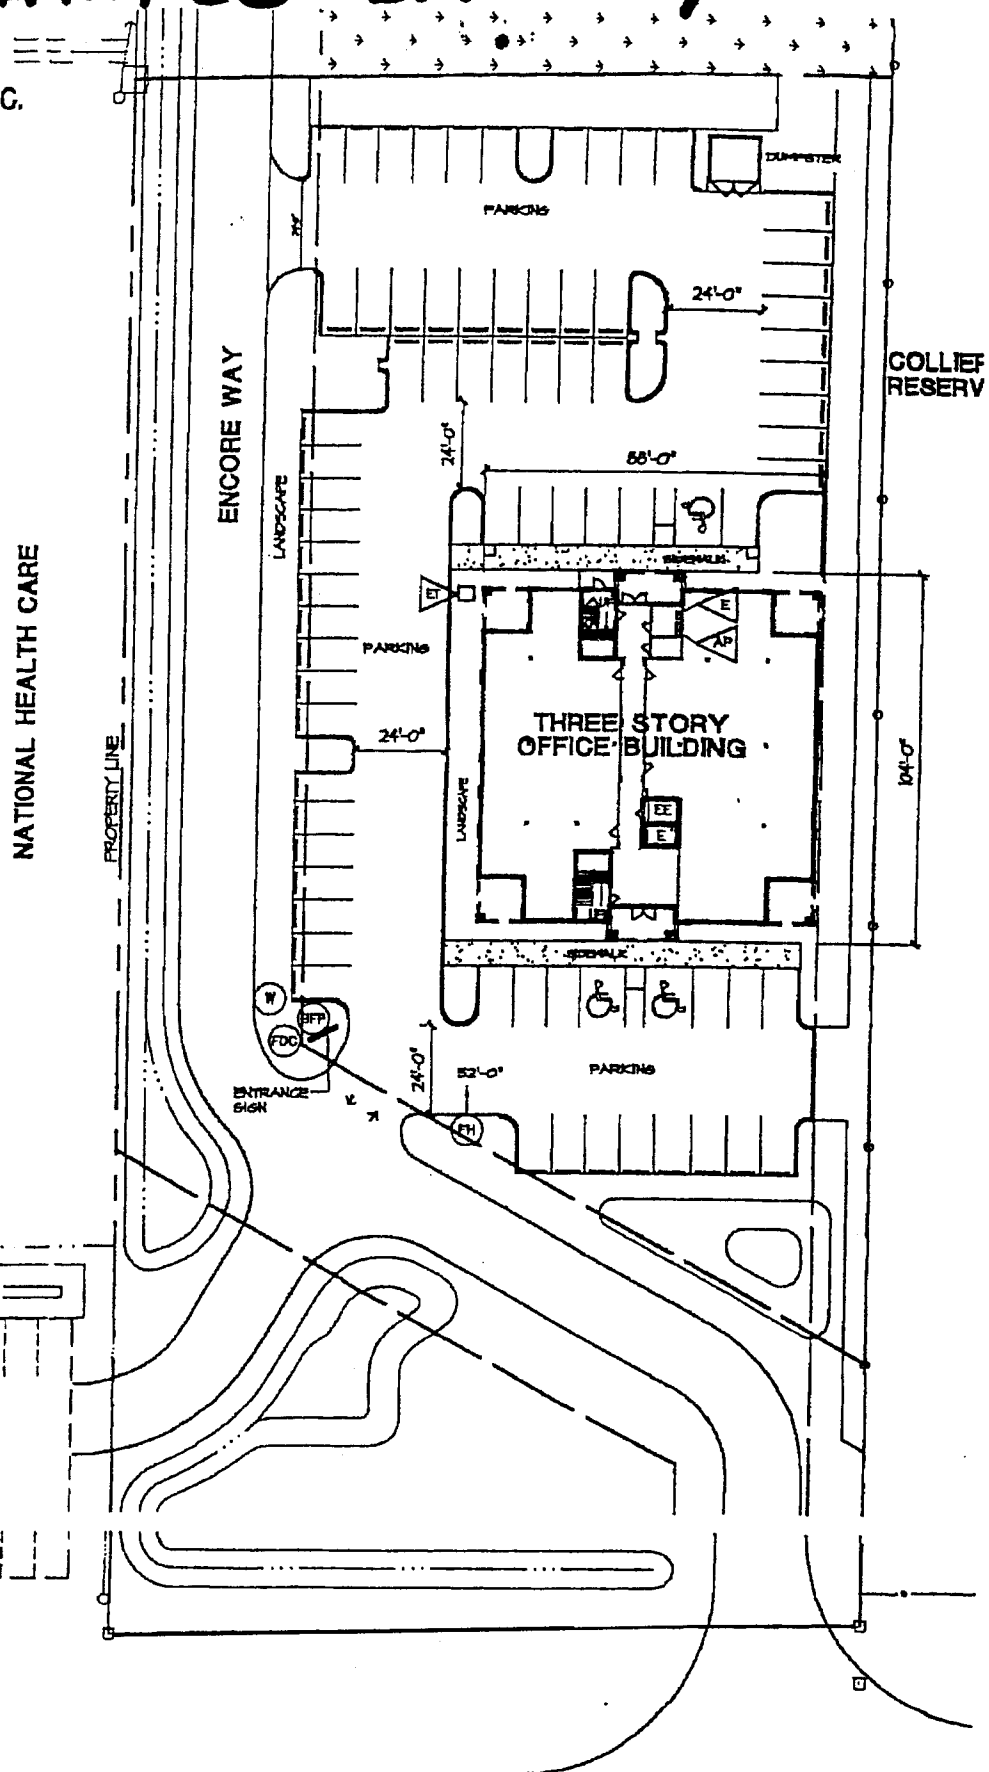 C.
DUMPSTER
PARKING
24'-0"
COLLIER
RESERV
ENCORE WAY
24'-0"
LANDSCAPE
SIDEWALK
ET
E
AP
NATIONAL HEALTH CARE
PROPERTY LINE
PARKING
THREE STORY
OFFICE BUILDING
24'-0"
104'-0"
LANDSCAPE
EE
E
SIDEWALK
W
BFP
FDC
24'-0"
52'-0"
PARKING
ENTRANCE
SIGN
FH